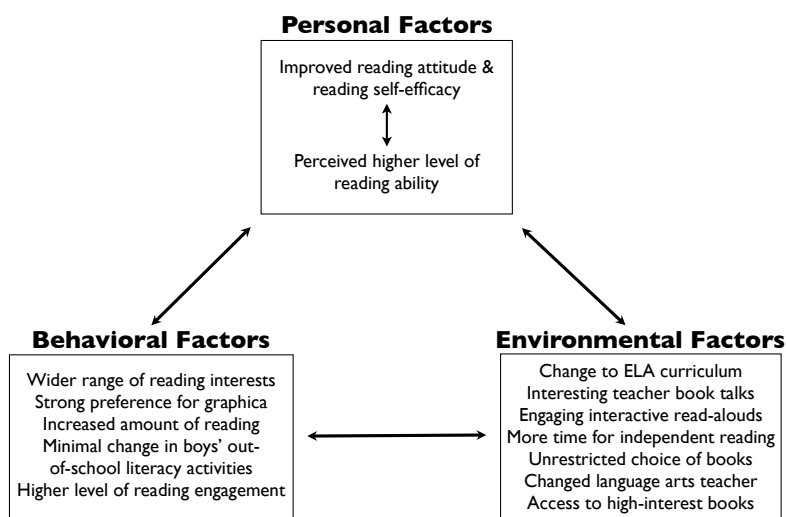 Personal Factors
Improved reading attitude &
reading self-efficacy
Perceived higher level of
reading ability
Behavioral Factors
Wider range of reading interests
Strong preference for graphica
Increased amount of reading
Minimal change in boys’ out-
of-school literacy activities
Higher level of reading engagement
Environmental Factors
Change to ELA curriculum
Interesting teacher book talks
Engaging interactive read-alouds
More time for independent reading
Unrestricted choice of books
Changed language arts teacher
Access to high-interest books